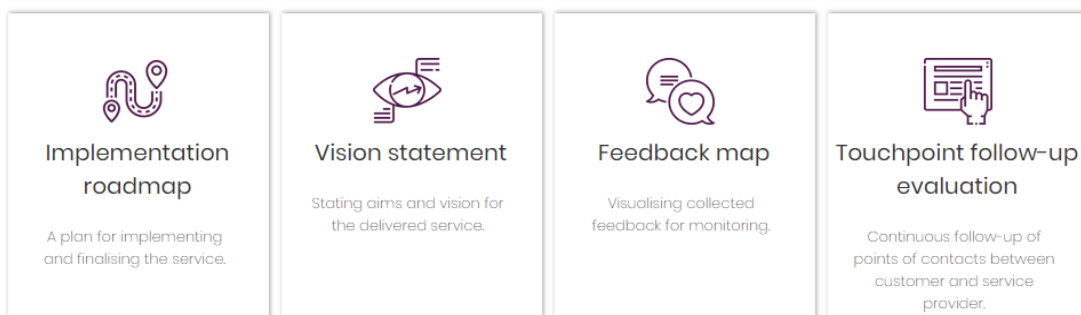 Implementation
roadmap
A plan for implementing
and finalising the service.
Vision statement
Stating aims and vision for
the delivered service.
Feedback map
Visualising collected
feedback for monitoring.
Touchpoint follow-up
evaluation
Continuous follow-up of
points of contacts between
customer and service
provider.